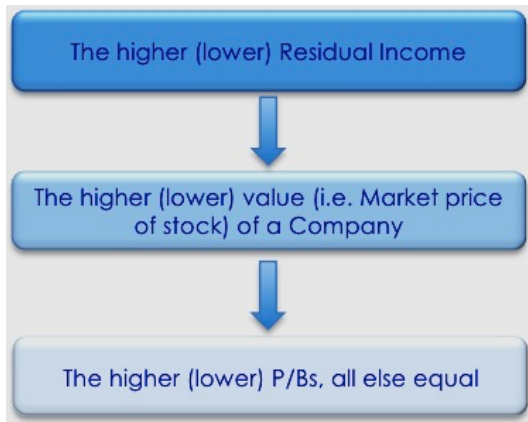 The higher (lower) Residual Income
The higher (lower) value (i.e. Market price
of stock) of a Company
The higher (lower) P/Bs, all else equal